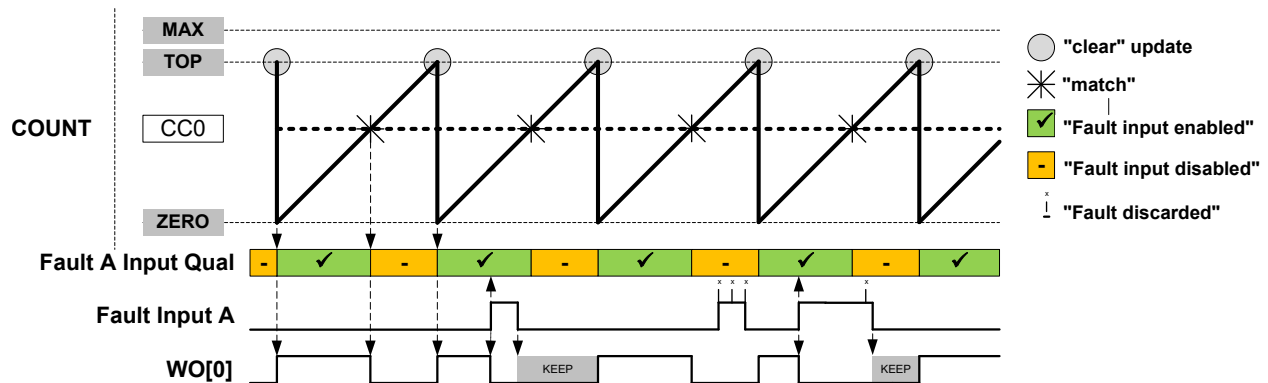 MAX
"clear" update
TOP
"match"
COUNT
CC0
"Fault input enabled"
✔
"Fault input disabled"
-
x
"Fault discarded"
ZERO
Fault A Input Qual
- ✔ - ✔ - ✔ - ✔ - ✔
x x x x
Fault Input A
WO[0]
KEEP KEEP